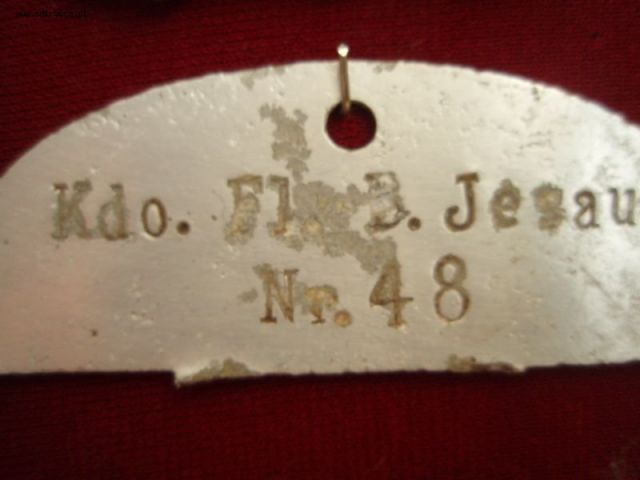 Kdo. Fl. B. Jesau
Nr. 48